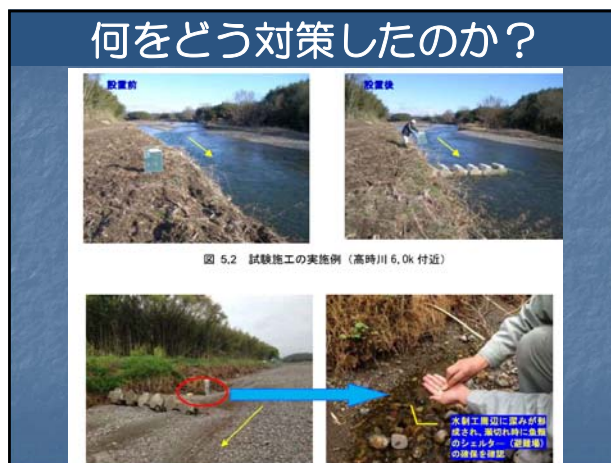 何をどう対策したのか？
設置前
設置後
図 5.2 試験施工の実施例（高時川 6.0k 付近）
水制工周辺に深みが形
成され、瀬切れ時に魚類
のシェルター（避難場）
の確保を確認